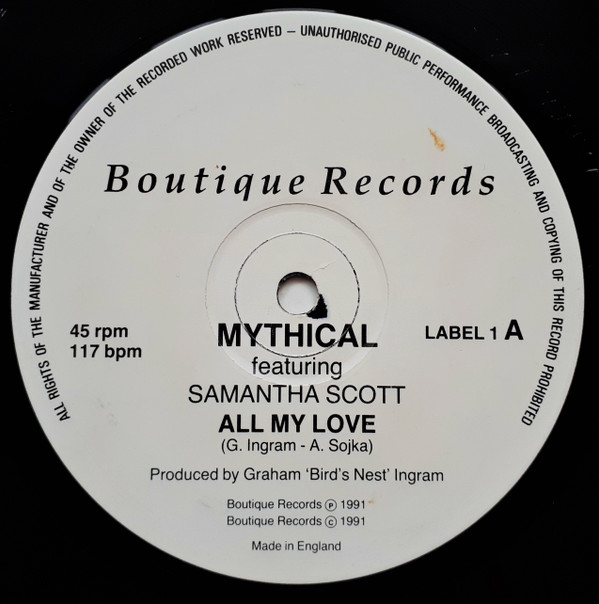 ALL RIGHTS OF THE MANUFACTURER AND OF THE OWNER OF THE RECORDED WORK RESERVED – UNAUTHORISED PUBLIC PERFORMANCE BROADCASTING AND COPYING OF THIS RECORD PROHIBITED
Boutique Records
45 rpm
117 bpm
LABEL 1 A
MYTHICAL
featuring
SAMANTHA SCOTT
ALL MY LOVE
(G. Ingram - A. Sojka)
Produced by Graham ‘Bird’s Nest’ Ingram
Boutique Records ℗ 1991
Boutique Records © 1991
Made in England